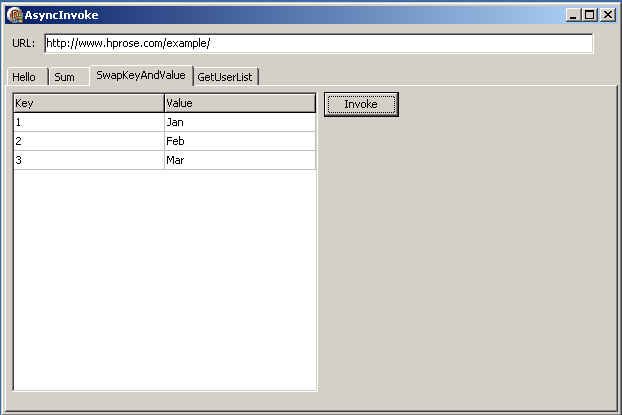 AsyncInvoke
URL: http://www.hprose.com/example/
Hello Sum SwapKeyAndValue GetUserList
Key Value Invoke
1 Jan
2 Feb
3 Mar